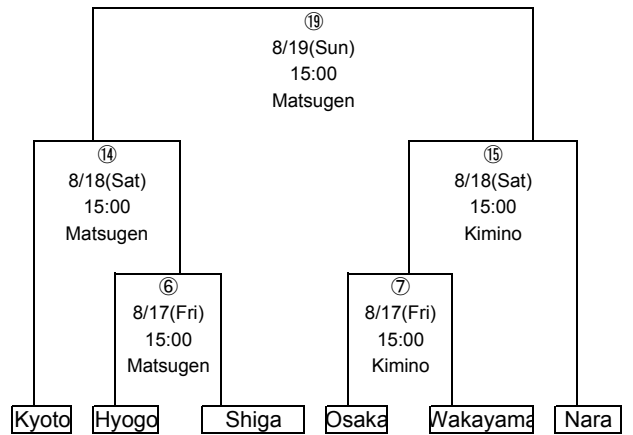 ⑲
8/19(Sun)
15:00
Matsugen
⑭
8/18(Sat)
15:00
Matsugen
⑮
8/18(Sat)
15:00
Kimino
⑥
8/17(Fri)
15:00
Matsugen
⑦
8/17(Fri)
15:00
Kimino
Kyoto Hyogo Shiga Osaka Wakayama Nara